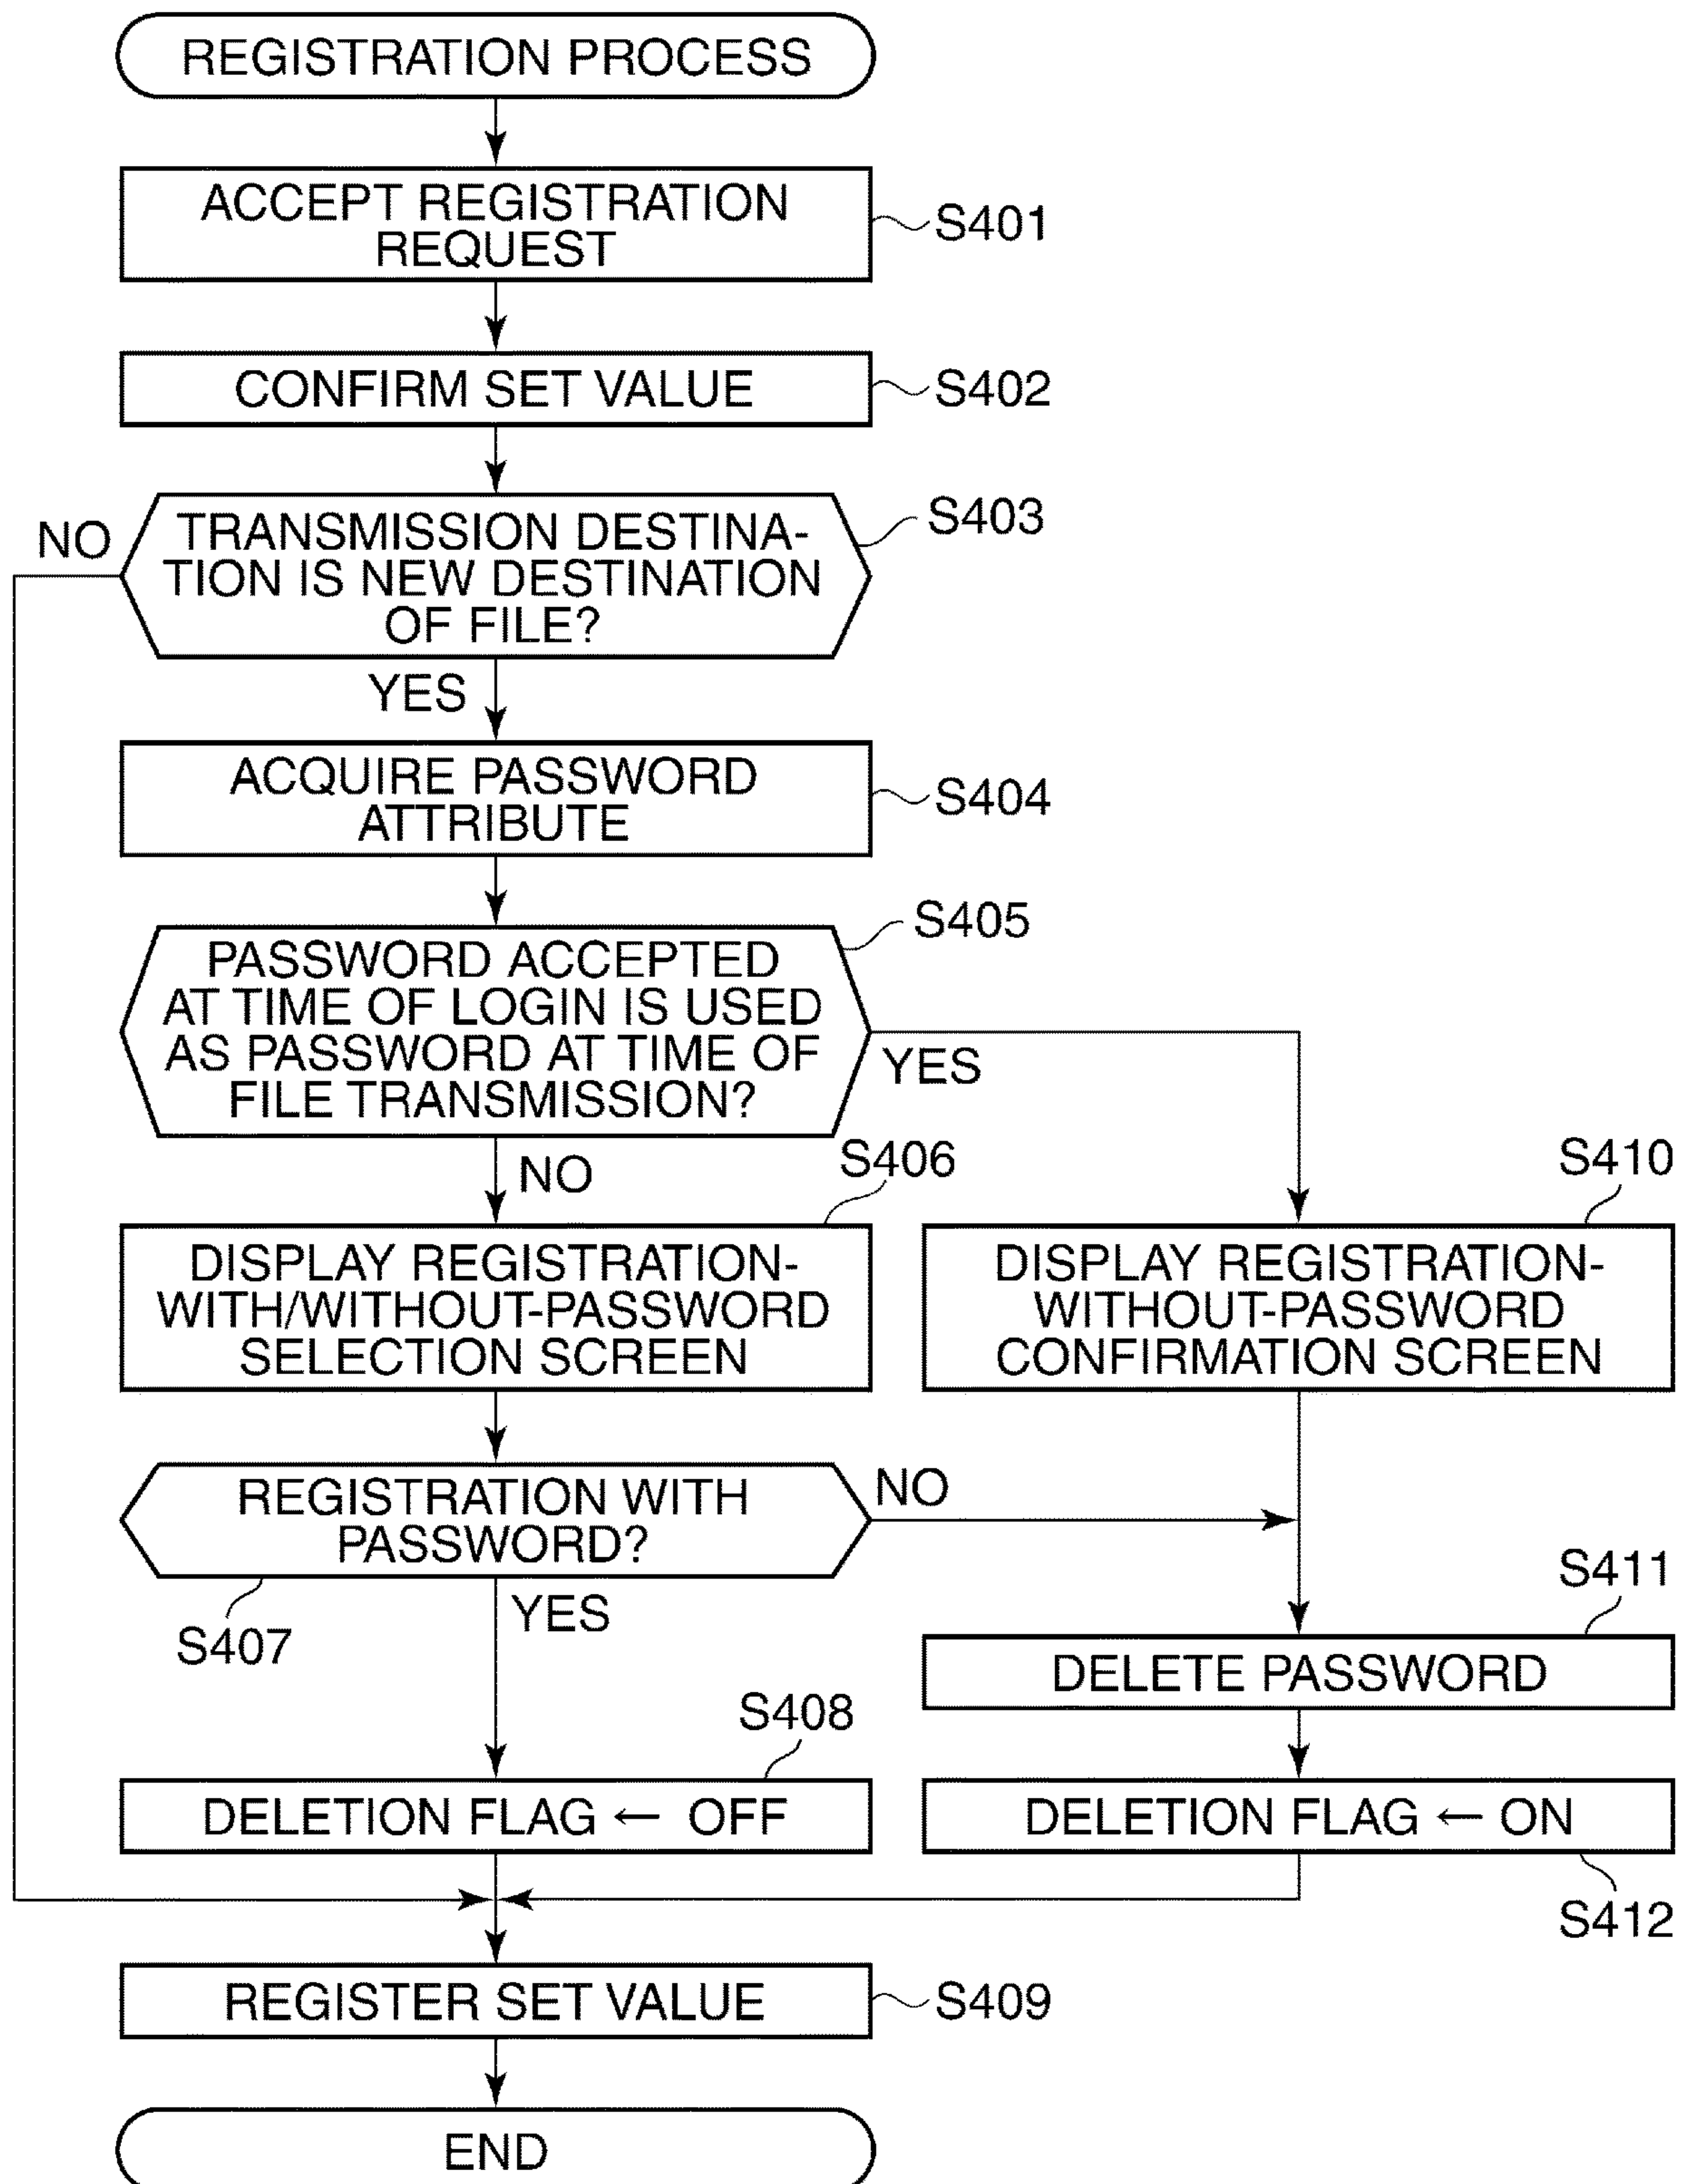 REGISTRATION PROCESS
ACCEPT REGISTRATION
REQUEST
S401
CONFIRM SET VALUE
S402
NO
TRANSMISSION DESTINA-
TION IS NEW DESTINATION
OF FILE?
S403
YES
ACQUIRE PASSWORD
ATTRIBUTE
S404
S405
PASSWORD ACCEPTED
AT TIME OF LOGIN IS USED
AS PASSWORD AT TIME OF
FILE TRANSMISSION?
YES
NO
S406
S410
DISPLAY REGISTRATION-
WITH/WITHOUT-PASSWORD
SELECTION SCREEN
DISPLAY REGISTRATION-
WITHOUT-PASSWORD
CONFIRMATION SCREEN
REGISTRATION WITH
PASSWORD?
NO
S407
YES
S411
DELETE PASSWORD
S408
DELETION FLAG ← OFF
DELETION FLAG ← ON
S412
REGISTER SET VALUE
S409
END